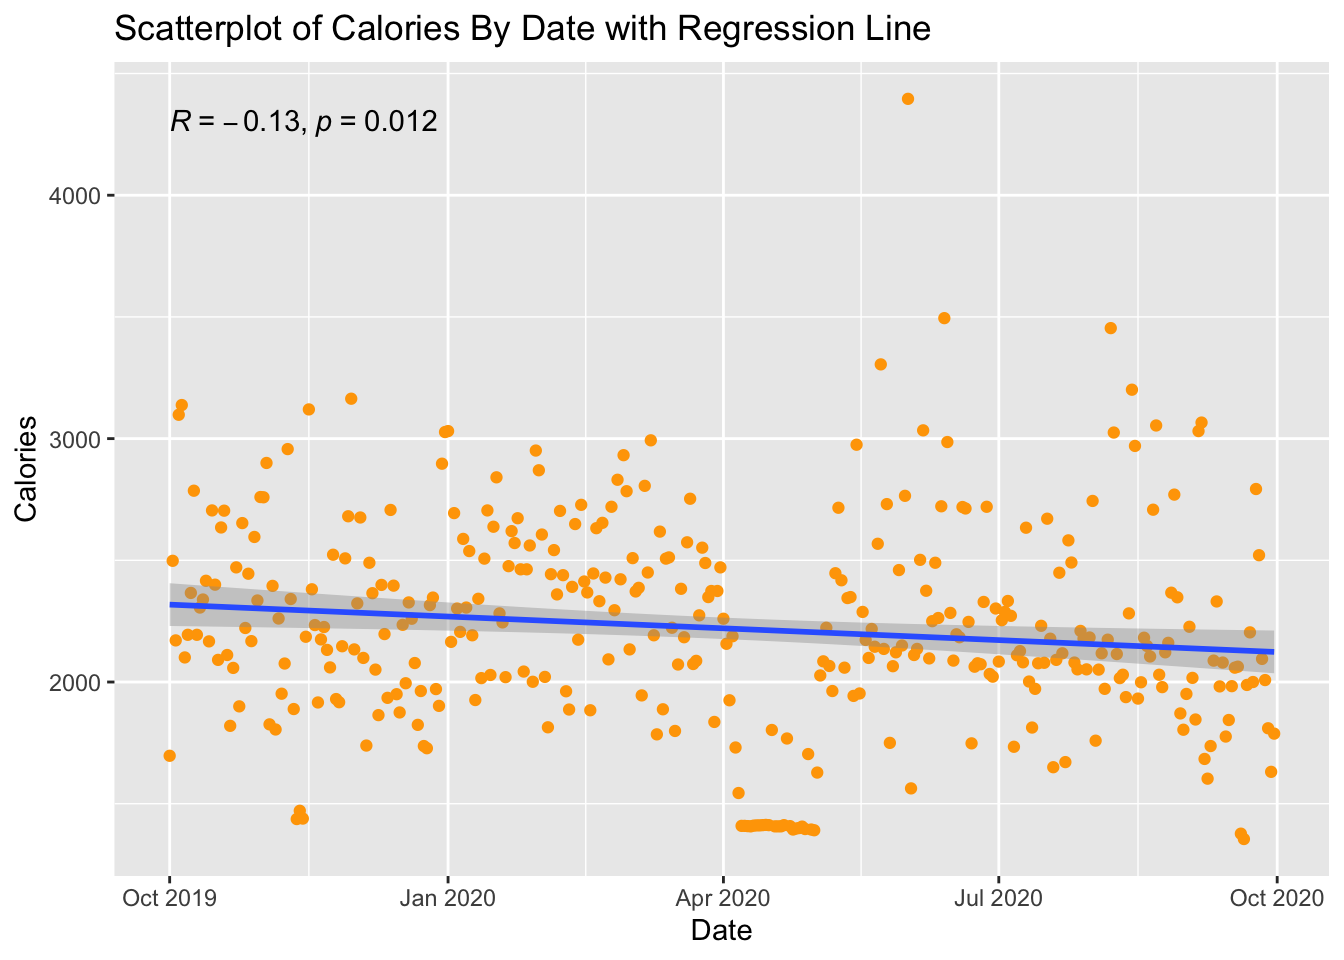 Scatterplot of Calories By Date with Regression Line
R = −0.13, p = 0.012
4000
3000
2000
Calories
Oct 2019 Jan 2020 Apr 2020 Jul 2020 Oct 2020
Date